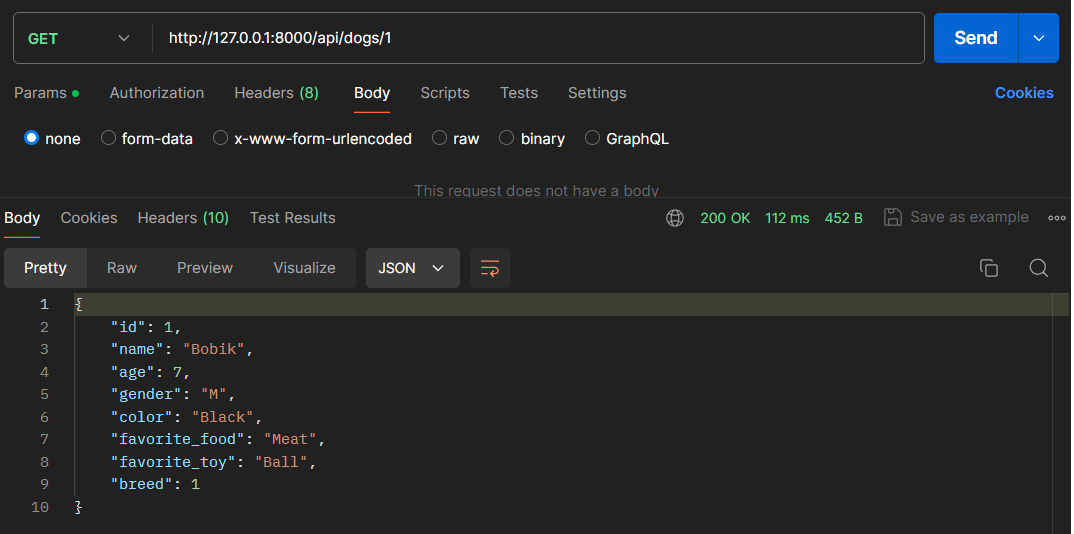 GET http://127.0.0.1:8000/api/dogs/1 Send
Params Authorization Headers (8) Body Scripts Tests Settings Cookies
none form-data x-www-form-urlencoded raw binary GraphQL
This request does not have a body
Body Cookies Headers (10) Test Results 200 OK 112 ms 452 B Save as example
Pretty Raw Preview Visualize JSON
1 {
2 "id": 1,
3 "name": "Bobik",
4 "age": 7,
5 "gender": "M",
6 "color": "Black",
7 "favorite_food": "Meat",
8 "favorite_toy": "Ball",
9 "breed": 1
10 }